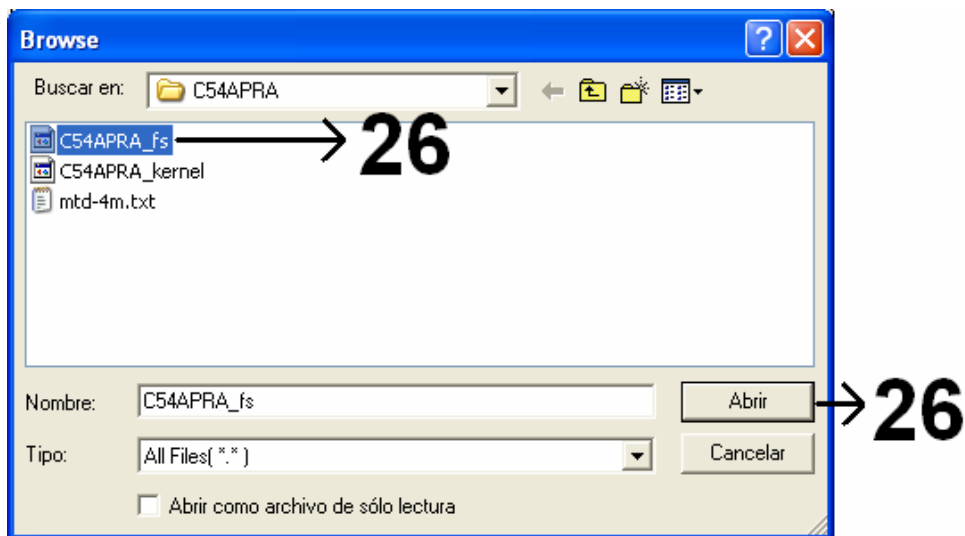 Browse
Buscar en: C54APRA
C54APRA_fs 26
C54APRA_kernel
mtd-4m.txt
Nombre: C54APRA_fs Abrir 26
Tipo: All Files( *.* ) Cancelar
Abrir como archivo de sólo lectura